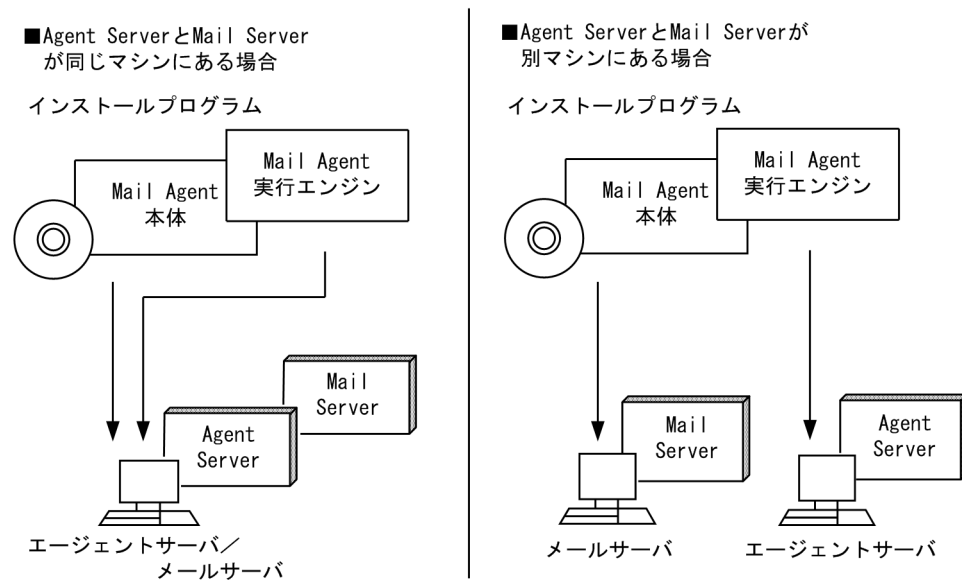 ■Agent ServerとMail Server
が同じマシンにある場合
インストールプログラム
Mail Agent
実行エンジン
Mail Agent
本体
Mail
Server
Agent
Server
エージェントサーバ／
メールサーバ
■Agent ServerとMail Serverが
別マシンにある場合
インストールプログラム
Mail Agent
実行エンジン
Mail Agent
本体
Mail
Server
Agent
Server
メールサーバ
エージェントサーバ